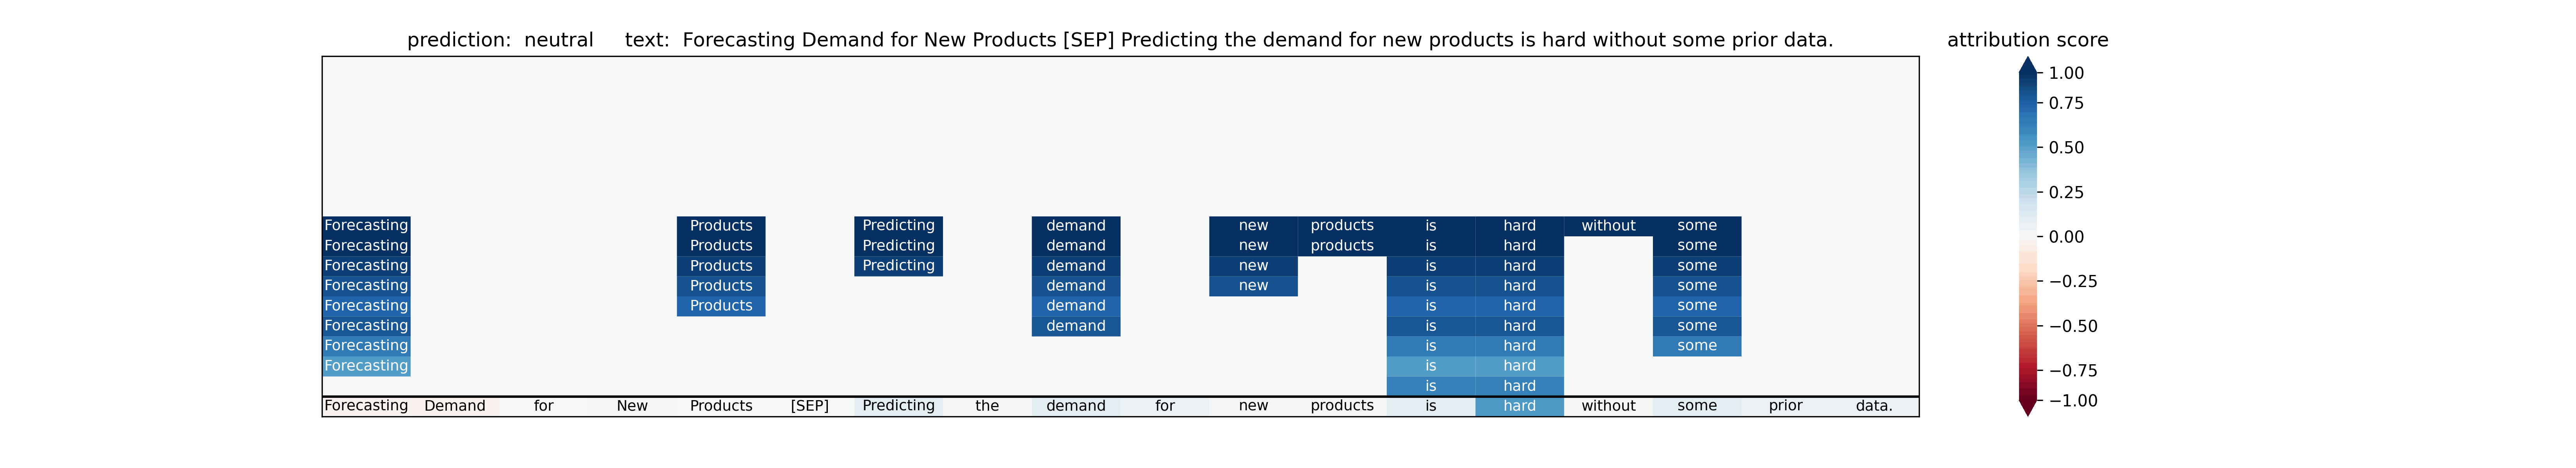 prediction:  neutral     text:  Forecasting Demand for New Products [SEP] Predicting the demand for new products is hard without some prior data.
attribution score
Forecasting Products Predicting demand new products is hard without some
Forecasting Products Predicting demand new products is hard some
Forecasting Products Predicting demand new is hard some
Forecasting Products demand new is hard some
Forecasting Products demand is hard some
Forecasting demand is hard some
Forecasting is hard some
Forecasting is hard
is hard
Forecasting Demand for New Products [SEP] Predicting the demand for new products is hard without some prior data.
1.00
0.75
0.50
0.25
0.00
−0.25
−0.50
−0.75
−1.00